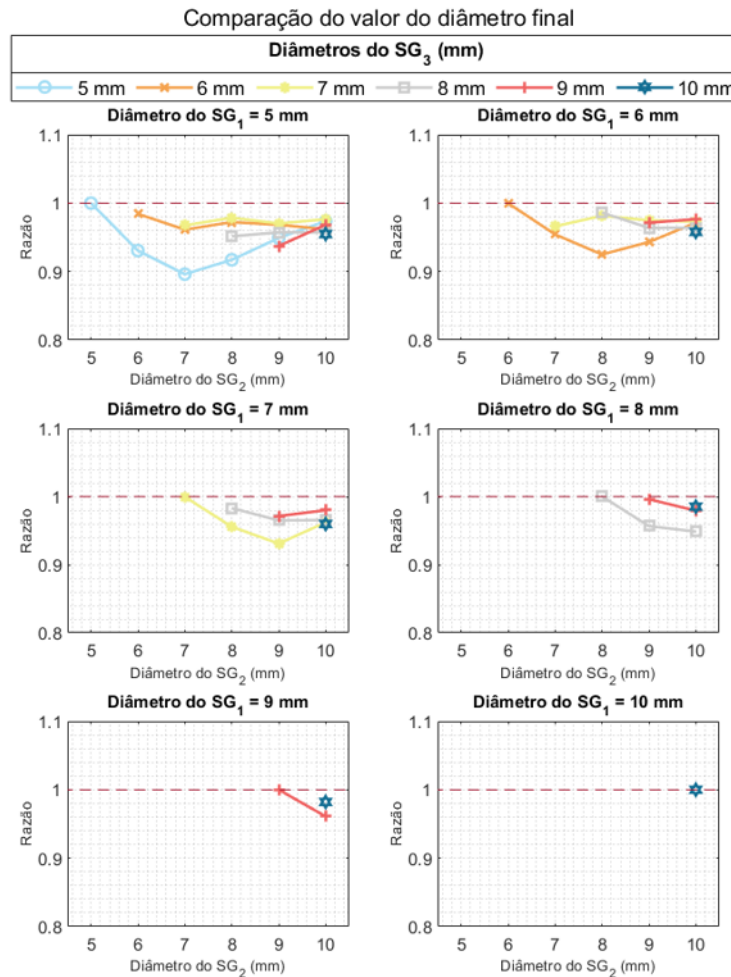 Comparação do valor do diâmetro final
Diâmetros do SG3 (mm)
5 mm 6 mm 7 mm 8 mm 9 mm 10 mm
Diâmetro do SG1 = 5 mm
1.1
1
0.9
0.8
Razão
5 6 7 8 9 10
Diâmetro do SG2 (mm)
Diâmetro do SG1 = 6 mm
1.1
1
0.9
0.8
Razão
5 6 7 8 9 10
Diâmetro do SG2 (mm)
Diâmetro do SG1 = 7 mm
1.1
1
0.9
0.8
Razão
5 6 7 8 9 10
Diâmetro do SG2 (mm)
Diâmetro do SG1 = 8 mm
1.1
1
0.9
0.8
Razão
5 6 7 8 9 10
Diâmetro do SG2 (mm)
Diâmetro do SG1 = 9 mm
1.1
1
0.9
0.8
Razão
5 6 7 8 9 10
Diâmetro do SG2 (mm)
Diâmetro do SG1 = 10 mm
1.1
1
0.9
0.8
Razão
5 6 7 8 9 10
Diâmetro do SG2 (mm)